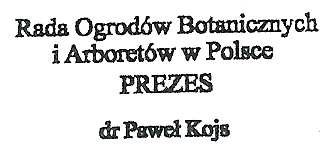 Rada Ogrodów Botanicznych
i Arboretów w Polsce
PREZES
dr Paweł Kojs